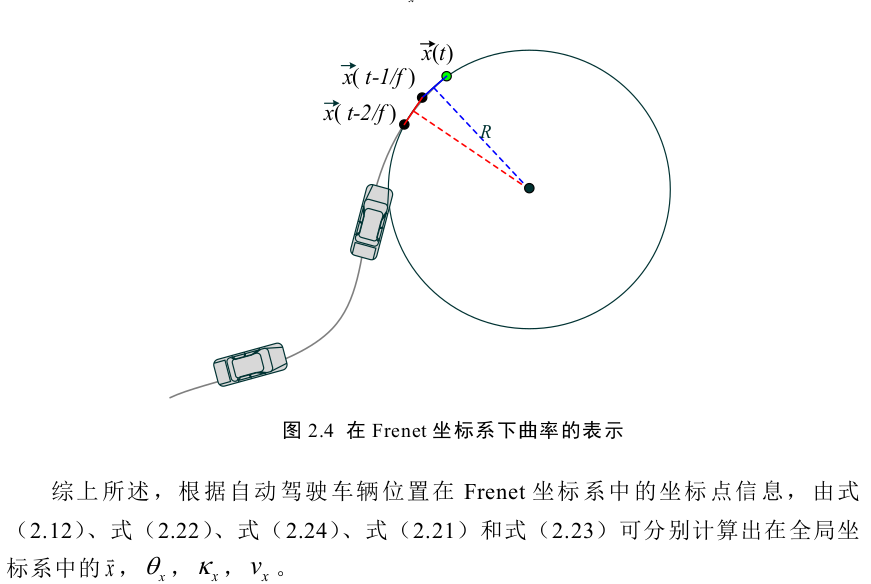 x⃗(t)
x⃗( t-1/f )
x⃗( t-2/f )
R
图 2.4 在 Frenet 坐标系下曲率的表示
综上所述，根据自动驾驶车辆位置在 Frenet 坐标系中的坐标点信息，由式
（2.12）、式（2.22）、式（2.24）、式（2.21）和式（2.23）可分别计算出在全局坐
标系中的 x⃗， θₓ， κₓ， vₓ 。